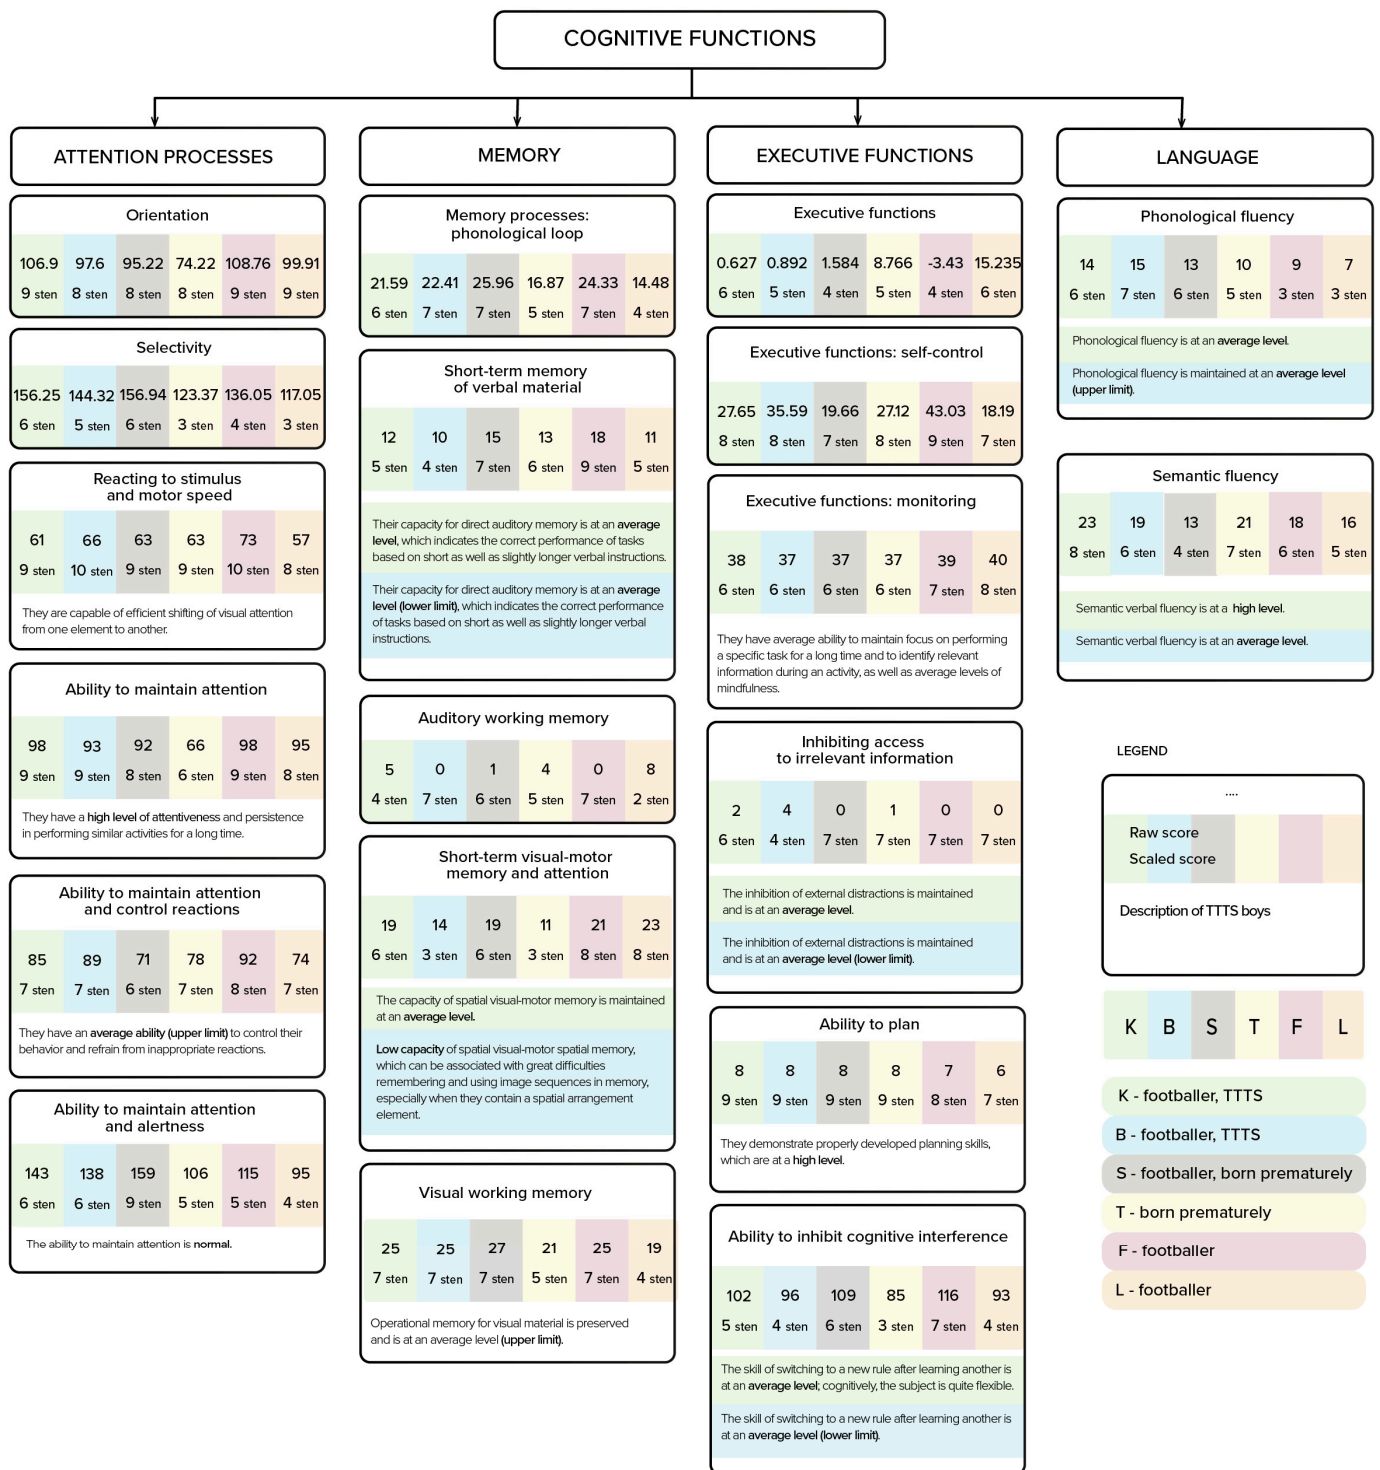 COGNITIVE FUNCTIONS
ATTENTION PROCESSES
Orientation
106.9 97.6 95.22 74.22 108.76 99.91
9 sten 8 sten 8 sten 8 sten 9 sten 9 sten
Selectivity
156.25 144.32 156.94 123.37 136.05 117.05
6 sten 5 sten 6 sten 3 sten 4 sten 3 sten
Reacting to stimulus
and motor speed
61 66 63 63 73 57
9 sten 10 sten 9 sten 9 sten 10 sten 8 sten
They are capable of efficient shifting of visual attention
from one element to another.
Ability to maintain attention
98 93 92 66 98 95
9 sten 9 sten 8 sten 6 sten 9 sten 8 sten
They have a high level of attentiveness and persistence
in performing similar activities for a long time.
Ability to maintain attention
and control reactions
85 89 71 78 92 74
7 sten 7 sten 6 sten 7 sten 8 sten 7 sten
They have an average ability (upper limit) to control their
behavior and refrain from inappropriate reactions.
Ability to maintain attention
and alertness
143 138 159 106 115 95
6 sten 6 sten 9 sten 5 sten 5 sten 4 sten
The ability to maintain attention is normal.
MEMORY
Memory processes:
phonological loop
21.59 22.41 25.96 16.87 24.33 14.48
6 sten 7 sten 7 sten 5 sten 7 sten 4 sten
Short-term memory
of verbal material
12 10 15 13 18 11
5 sten 4 sten 7 sten 6 sten 9 sten 5 sten
Their capacity for direct auditory memory is at an average
level, which indicates the correct performance of tasks
based on short as well as slightly longer verbal instructions.
Their capacity for direct auditory memory is at an average
level (lower limit), which indicates the correct performance
of tasks based on short as well as slightly longer verbal
instructions.
Auditory working memory
5 0 1 4 0 8
4 sten 7 sten 6 sten 5 sten 7 sten 2 sten
Short-term visual-motor
memory and attention
19 14 19 11 21 23
6 sten 3 sten 6 sten 3 sten 8 sten 8 sten
The capacity of spatial visual-motor memory is maintained
at an average level.
Low capacity of spatial visual-motor spatial memory,
which can be associated with great difficulties
remembering and using image sequences in memory,
especially when they contain a spatial arrangement
element.
Visual working memory
25 25 27 21 25 19
7 sten 7 sten 7 sten 5 sten 7 sten 4 sten
Operational memory for visual material is preserved
and is at an average level (upper limit).
EXECUTIVE FUNCTIONS
Executive functions
0.627 0.892 1.584 8.766 -3.43 15.235
6 sten 5 sten 4 sten 5 sten 4 sten 6 sten
Executive functions: self-control
27.65 35.59 19.66 27.12 43.03 18.19
8 sten 8 sten 7 sten 8 sten 9 sten 7 sten
Executive functions: monitoring
38 37 37 37 39 40
6 sten 6 sten 6 sten 6 sten 7 sten 8 sten
They have average ability to maintain focus on performing
a specific task for a long time and to identify relevant
information during an activity, as well as average levels of
mindfulness.
Inhibiting access
to irrelevant information
2 4 0 1 0 0
6 sten 4 sten 7 sten 7 sten 7 sten 7 sten
The inhibition of external distractions is maintained
and is at an average level.
The inhibition of external distractions is maintained
and is at an average level (lower limit).
Ability to plan
8 8 8 8 7 6
9 sten 9 sten 9 sten 9 sten 8 sten 7 sten
They demonstrate properly developed planning skills,
which are at a high level.
Ability to inhibit cognitive interference
102 96 109 85 116 93
5 sten 4 sten 6 sten 3 sten 7 sten 4 sten
The skill of switching to a new rule after learning another is
at an average level; cognitively, the subject is quite flexible.
The skill of switching to a new rule after learning another is
at an average level (lower limit).
LANGUAGE
Phonological fluency
14 15 13 10 9 7
6 sten 7 sten 6 sten 5 sten 3 sten 3 sten
Phonological fluency is at an average level.
Phonological fluency is maintained at an average level
(upper limit).
Semantic fluency
23 19 13 21 18 16
8 sten 6 sten 4 sten 7 sten 6 sten 5 sten
Semantic verbal fluency is at a high level.
Semantic verbal fluency is at an average level.
LEGEND
....
Raw score
Scaled score
Description of TTTS boys
K B S T F L
K - footballer, TTTS
B - footballer, TTTS
S - footballer, born prematurely
T - born prematurely
F - footballer
L - footballer